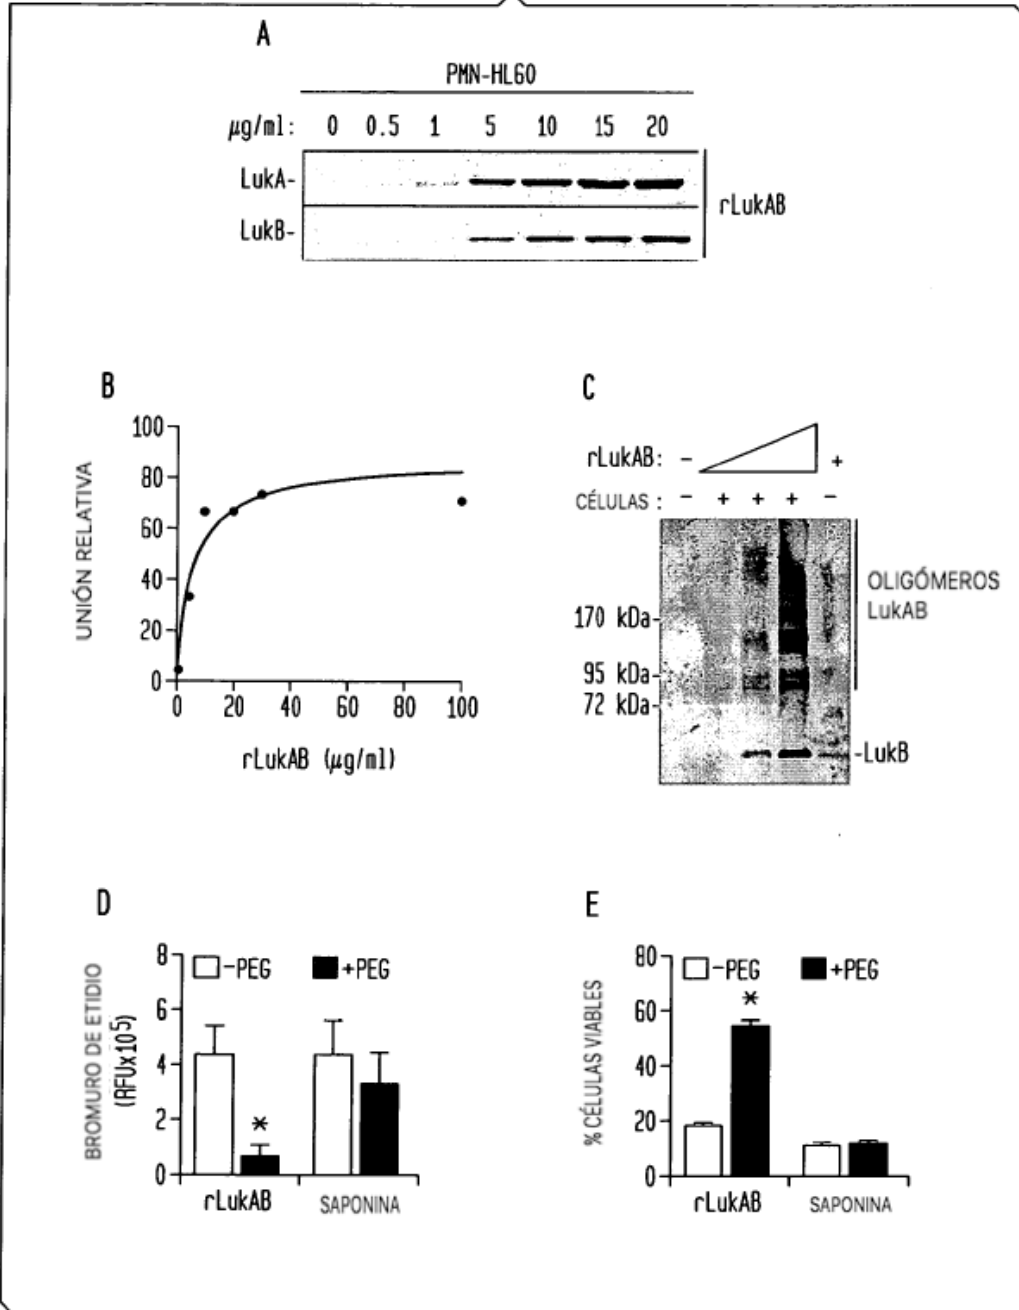 A
PMN-HL60
µg/ml: 0 0.5 1 5 10 15 20
LukA-
LukB-
rLukAB
B
100
80
60
40
20
0
UNIÓN RELATIVA
0 20 40 60 80 100
rLukAB (µg/ml)
C
rLukAB: - +
CÉLULAS : - + + + -
170 kDa-
95 kDa-
72 kDa-
OLIGÓMEROS
LukAB
-LukB
D
8
6
4
2
0
BROMURO DE ETIDIO
(RFUx10⁵)
-PEG +PEG
*
rLukAB SAPONINA
E
80
60
40
20
0
% CÉLULAS VIABLES
-PEG +PEG
*
rLukAB SAPONINA